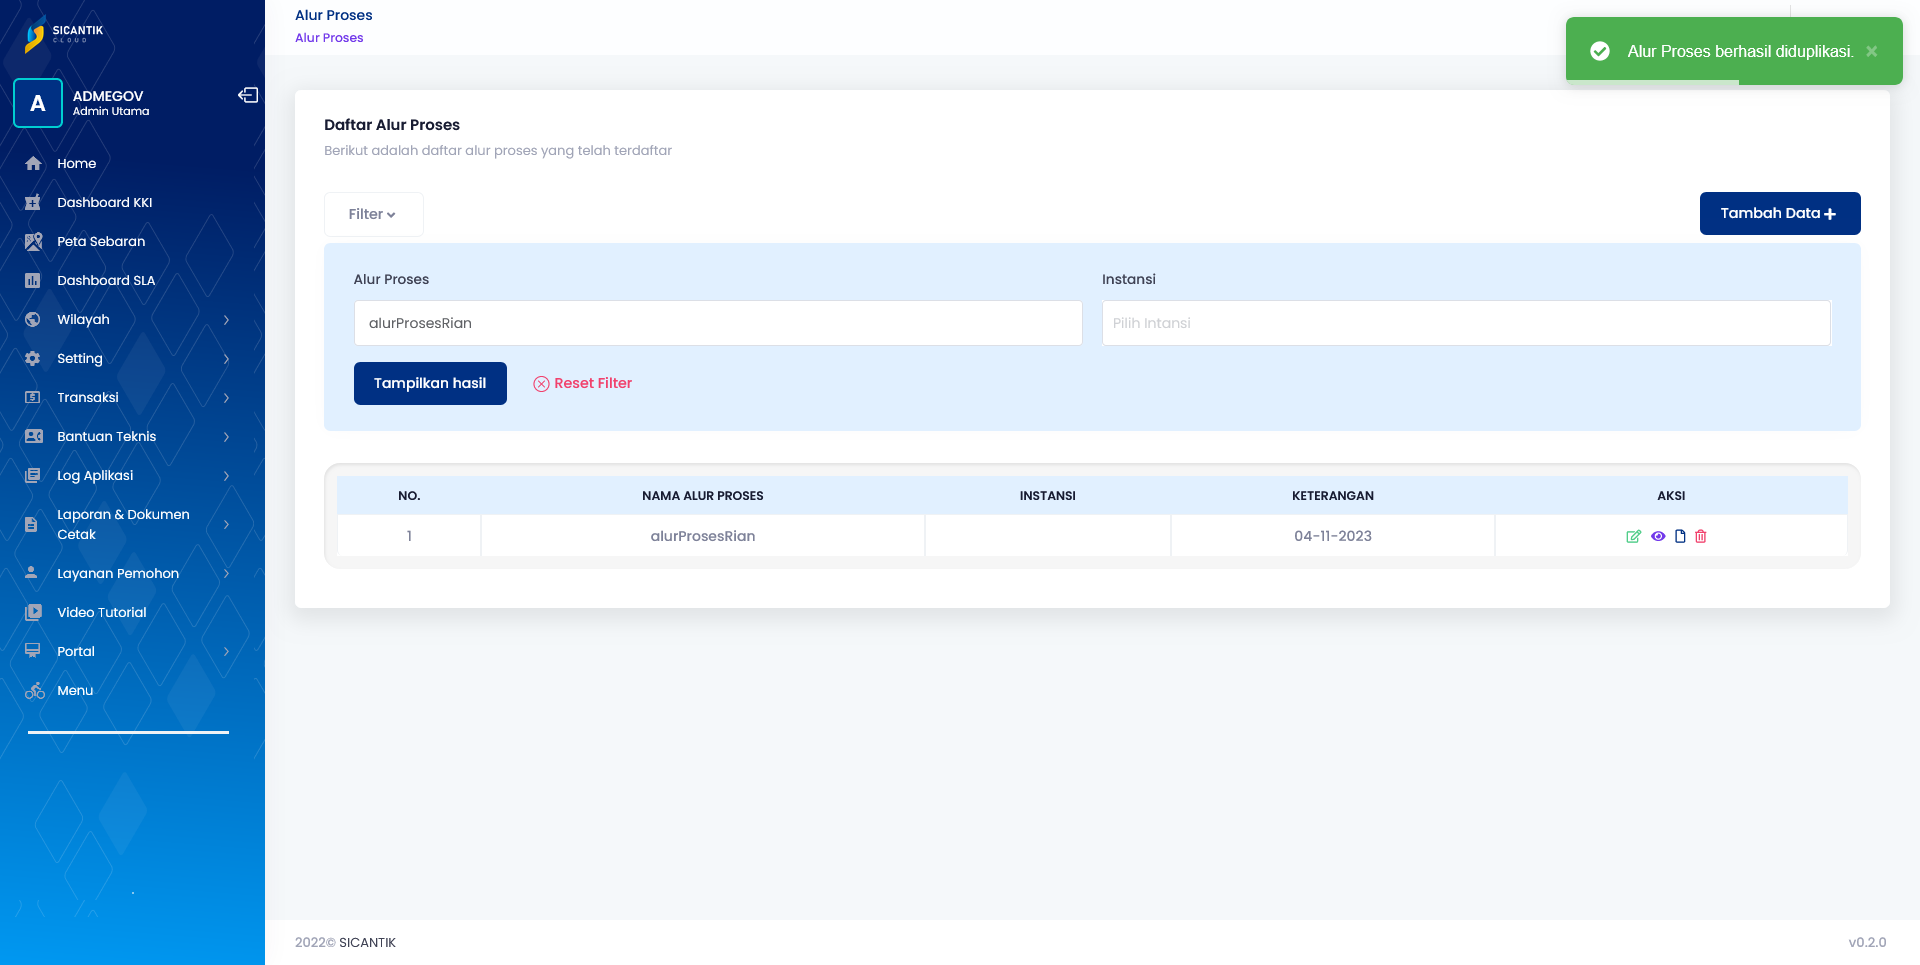 SICANTIK
CLOUD
A
ADMEGOV
Admin Utama
Home
Dashboard KKI
Peta Sebaran
Dashboard SLA
Wilayah
Setting
Transaksi
Bantuan Teknis
Log Aplikasi
Laporan & Dokumen
Cetak
Layanan Pemohon
Video Tutorial
Portal
Menu
Alur Proses
Alur Proses
Alur Proses berhasil diduplikasi. ×
Daftar Alur Proses
Berikut adalah daftar alur proses yang telah terdaftar
Filter
Tambah Data +
Alur Proses
Instansi
alurProsesRian
Pilih Intansi
Tampilkan hasil
Reset Filter
NO. NAMA ALUR PROSES INSTANSI KETERANGAN AKSI
1 alurProsesRian 04-11-2023
2022© SICANTIK
v0.2.0